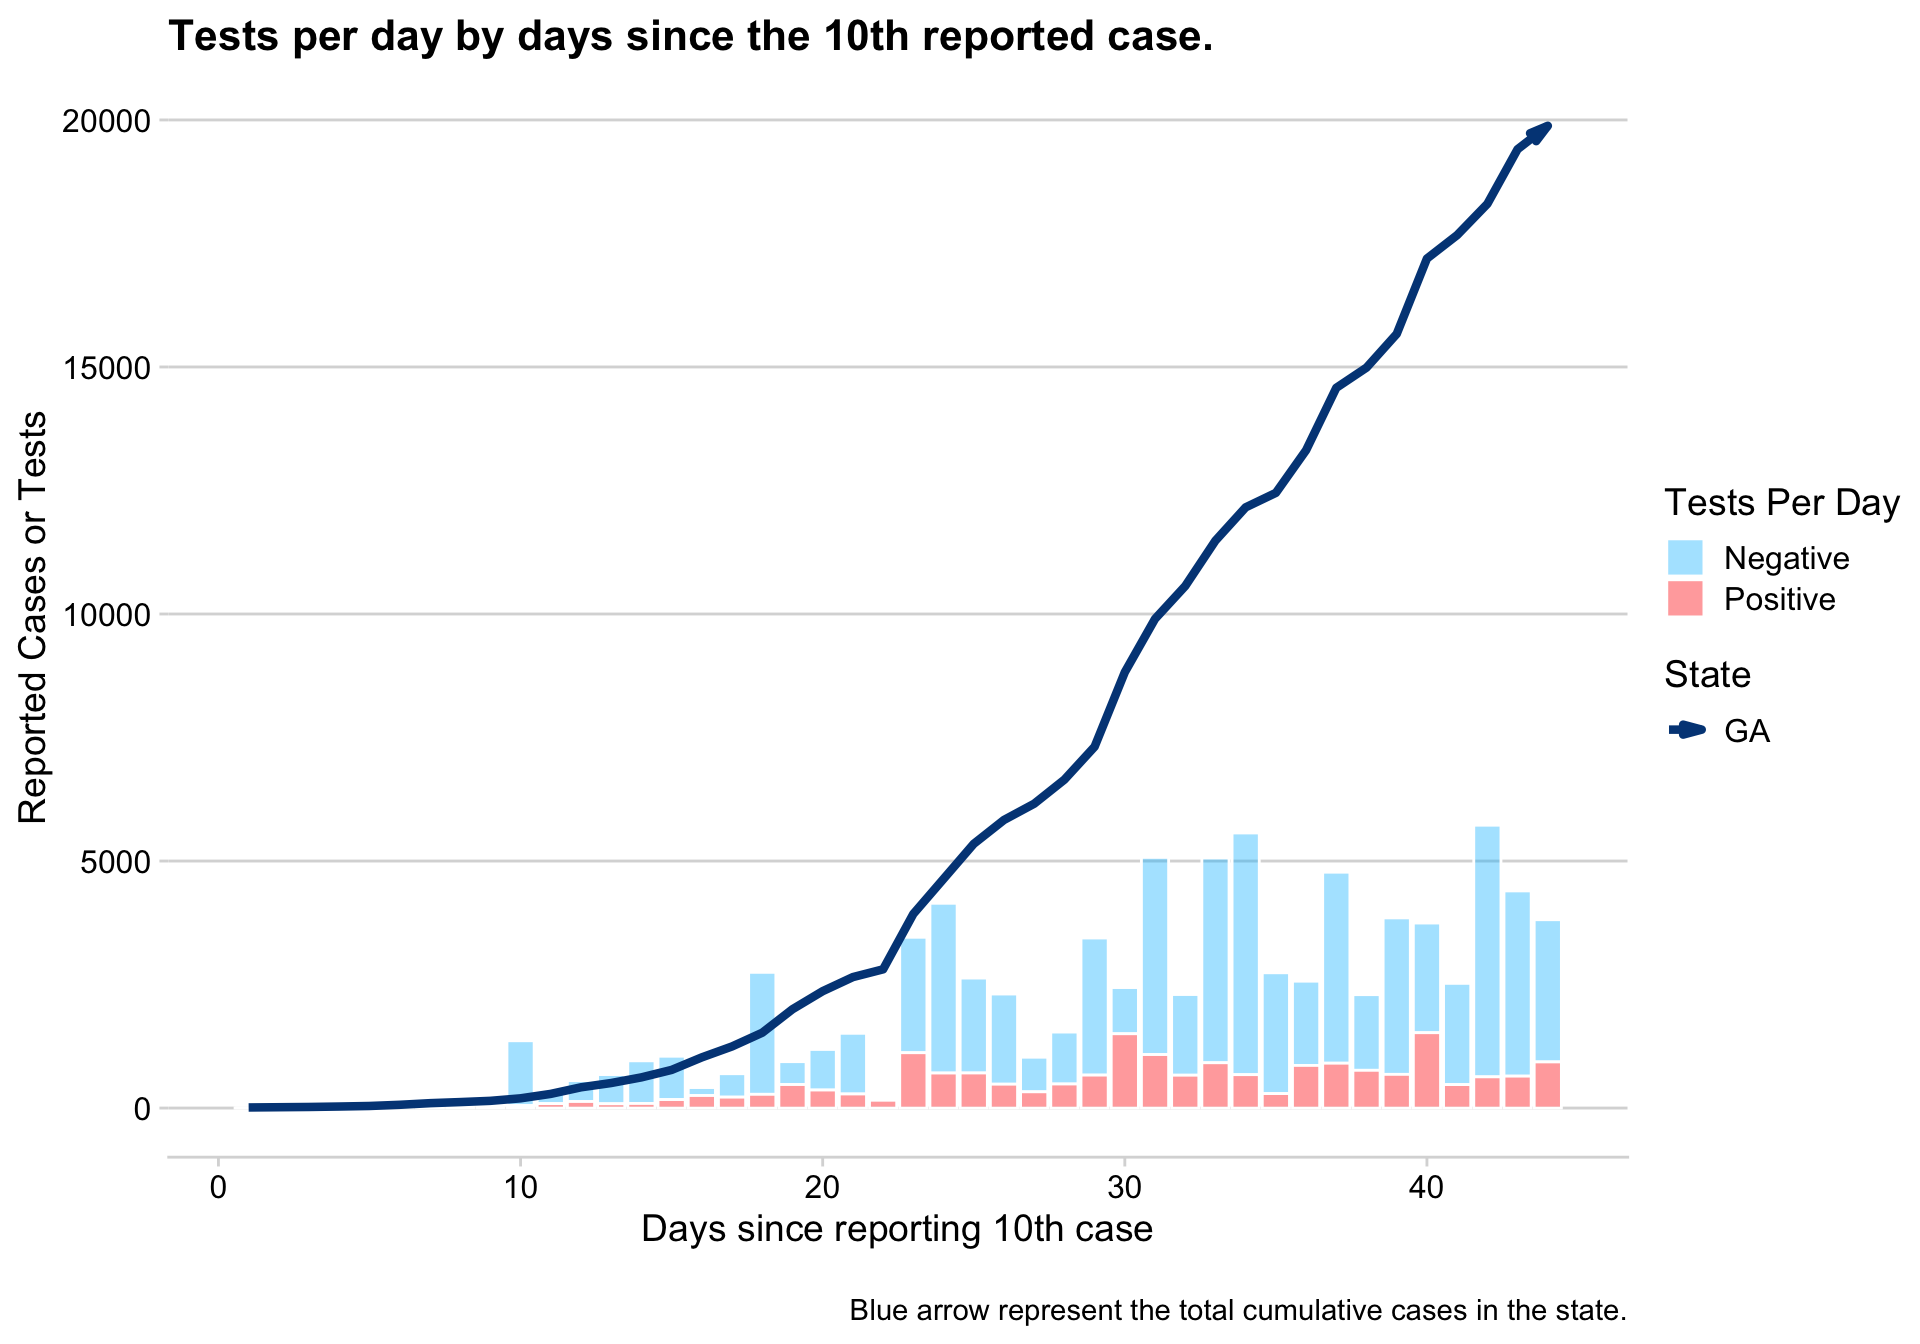 Tests per day by days since the 10th reported case.
20000
15000
10000
5000
0
Reported Cases or Tests
0 10 20 30 40
Days since reporting 10th case
Tests Per Day
Negative
Positive
State
GA
Blue arrow represent the total cumulative cases in the state.